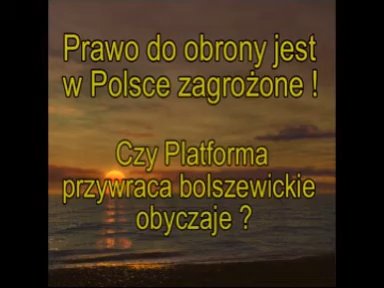 Prawo do obrony jest
w Polsce zagrożone !
Czy Platforma
przywraca bolszewickie
obyczaje ?